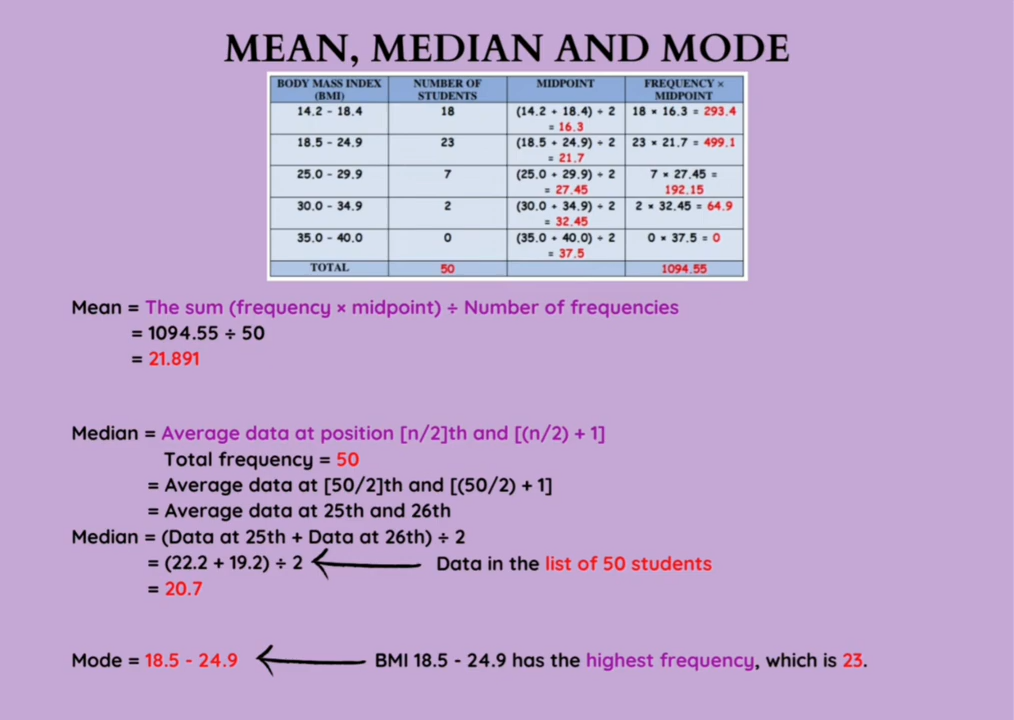 MEAN, MEDIAN AND MODE
BODY MASS INDEX (BMI) NUMBER OF STUDENTS MIDPOINT FREQUENCY × MIDPOINT
14.2 - 18.4 18 (14.2 + 18.4) ÷ 2 = 16.3 18 × 16.3 = 293.4
18.5 - 24.9 23 (18.5 + 24.9) ÷ 2 = 21.7 23 × 21.7 = 499.1
25.0 - 29.9 7 (25.0 + 29.9) ÷ 2 = 27.45 7 × 27.45 = 192.15
30.0 - 34.9 2 (30.0 + 34.9) ÷ 2 = 32.45 2 × 32.45 = 64.9
35.0 - 40.0 0 (35.0 + 40.0) ÷ 2 = 37.5 0 × 37.5 = 0
TOTAL 50 1094.55
Mean = The sum (frequency × midpoint) ÷ Number of frequencies
= 1094.55 ÷ 50
= 21.891
Median = Average data at position [n/2]th and [(n/2) + 1]
Total frequency = 50
= Average data at [50/2]th and [(50/2) + 1]
= Average data at 25th and 26th
Median = (Data at 25th + Data at 26th) ÷ 2
= (22.2 + 19.2) ÷ 2 Data in the list of 50 students
= 20.7
Mode = 18.5 - 24.9 BMI 18.5 - 24.9 has the highest frequency, which is 23.